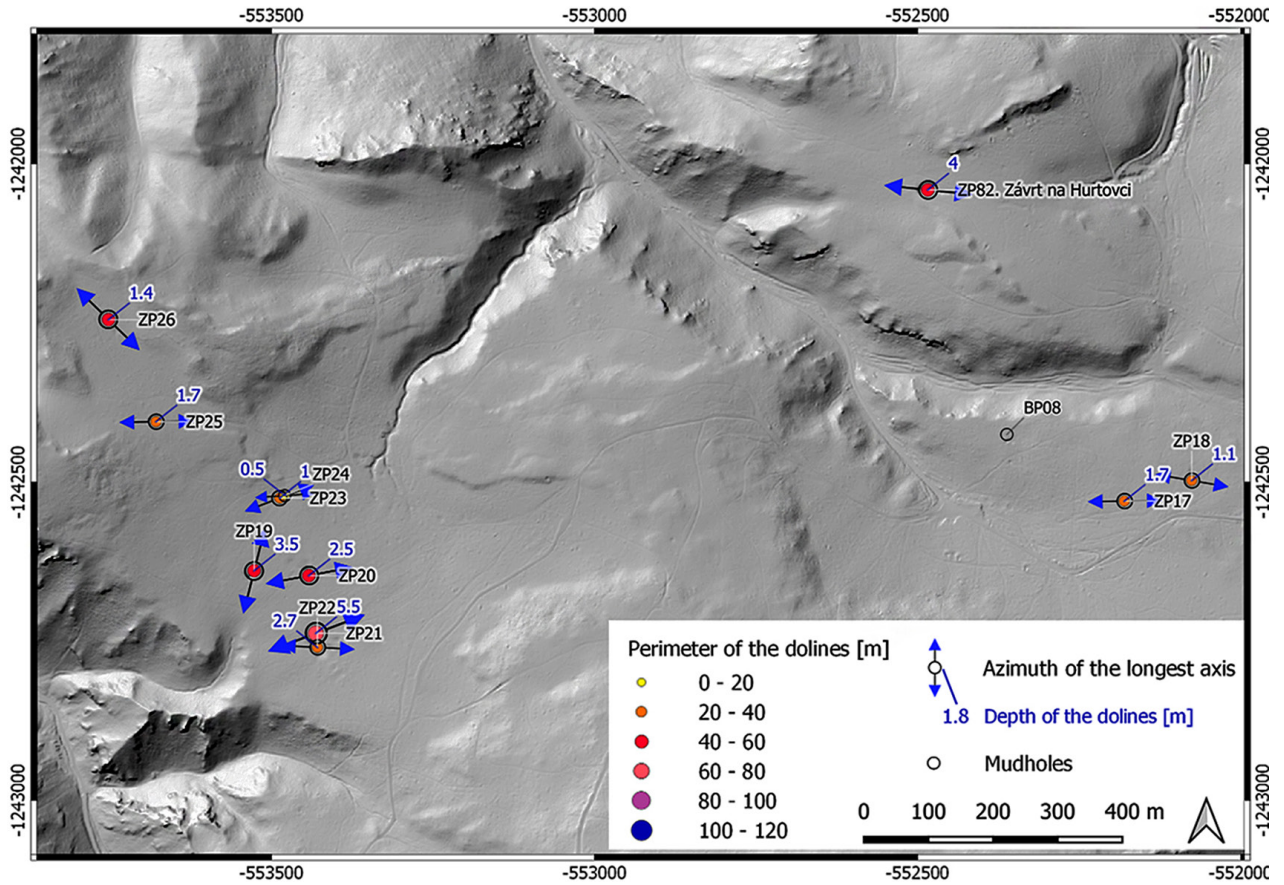 -553500
-553000
-552500
-552000
-1242000
-1242000
4
ZP82. Závrt na Hurtovci
1.4
ZP26
1.7
ZP25
BP08
ZP18
1.1
1.7
ZP17
-1242500
-1242500
0.5
1
ZP24
ZP23
ZP19
3.5
2.5
ZP20
ZP22
5.5
2.7
ZP21
Perimeter of the dolines [m]
0 - 20
20 - 40
40 - 60
60 - 80
80 - 100
100 - 120
Azimuth of the longest axis
1.8 Depth of the dolines [m]
Mudholes
0 100 200 300 400 m
-1243000
-1243000
-553500
-553000
-552500
-552000